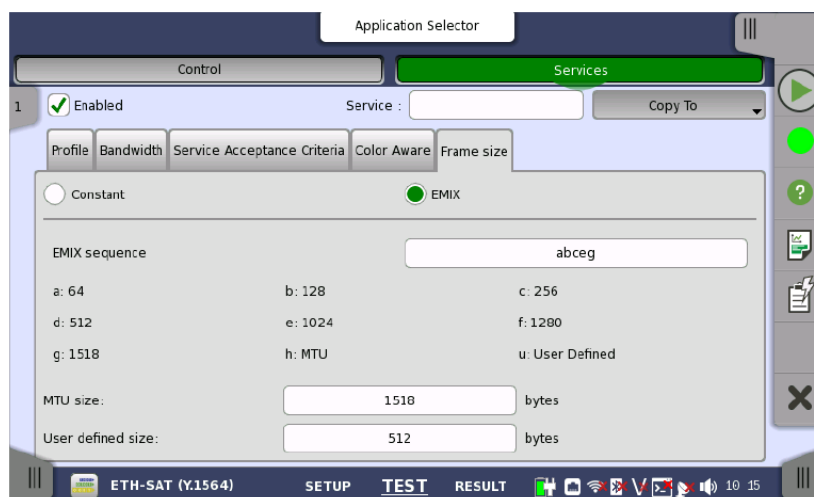 Application Selector
Control Services
1 Enabled Service : Copy To
Profile Bandwidth Service Acceptance Criteria Color Aware Frame size
Constant EMIX
EMIX sequence abceg
a: 64 b: 128 c: 256
d: 512 e: 1024 f: 1280
g: 1518 h: MTU u: User Defined
MTU size: 1518 bytes
User defined size: 512 bytes
ETH-SAT (Y.1564) SETUP TEST RESULT 10 15